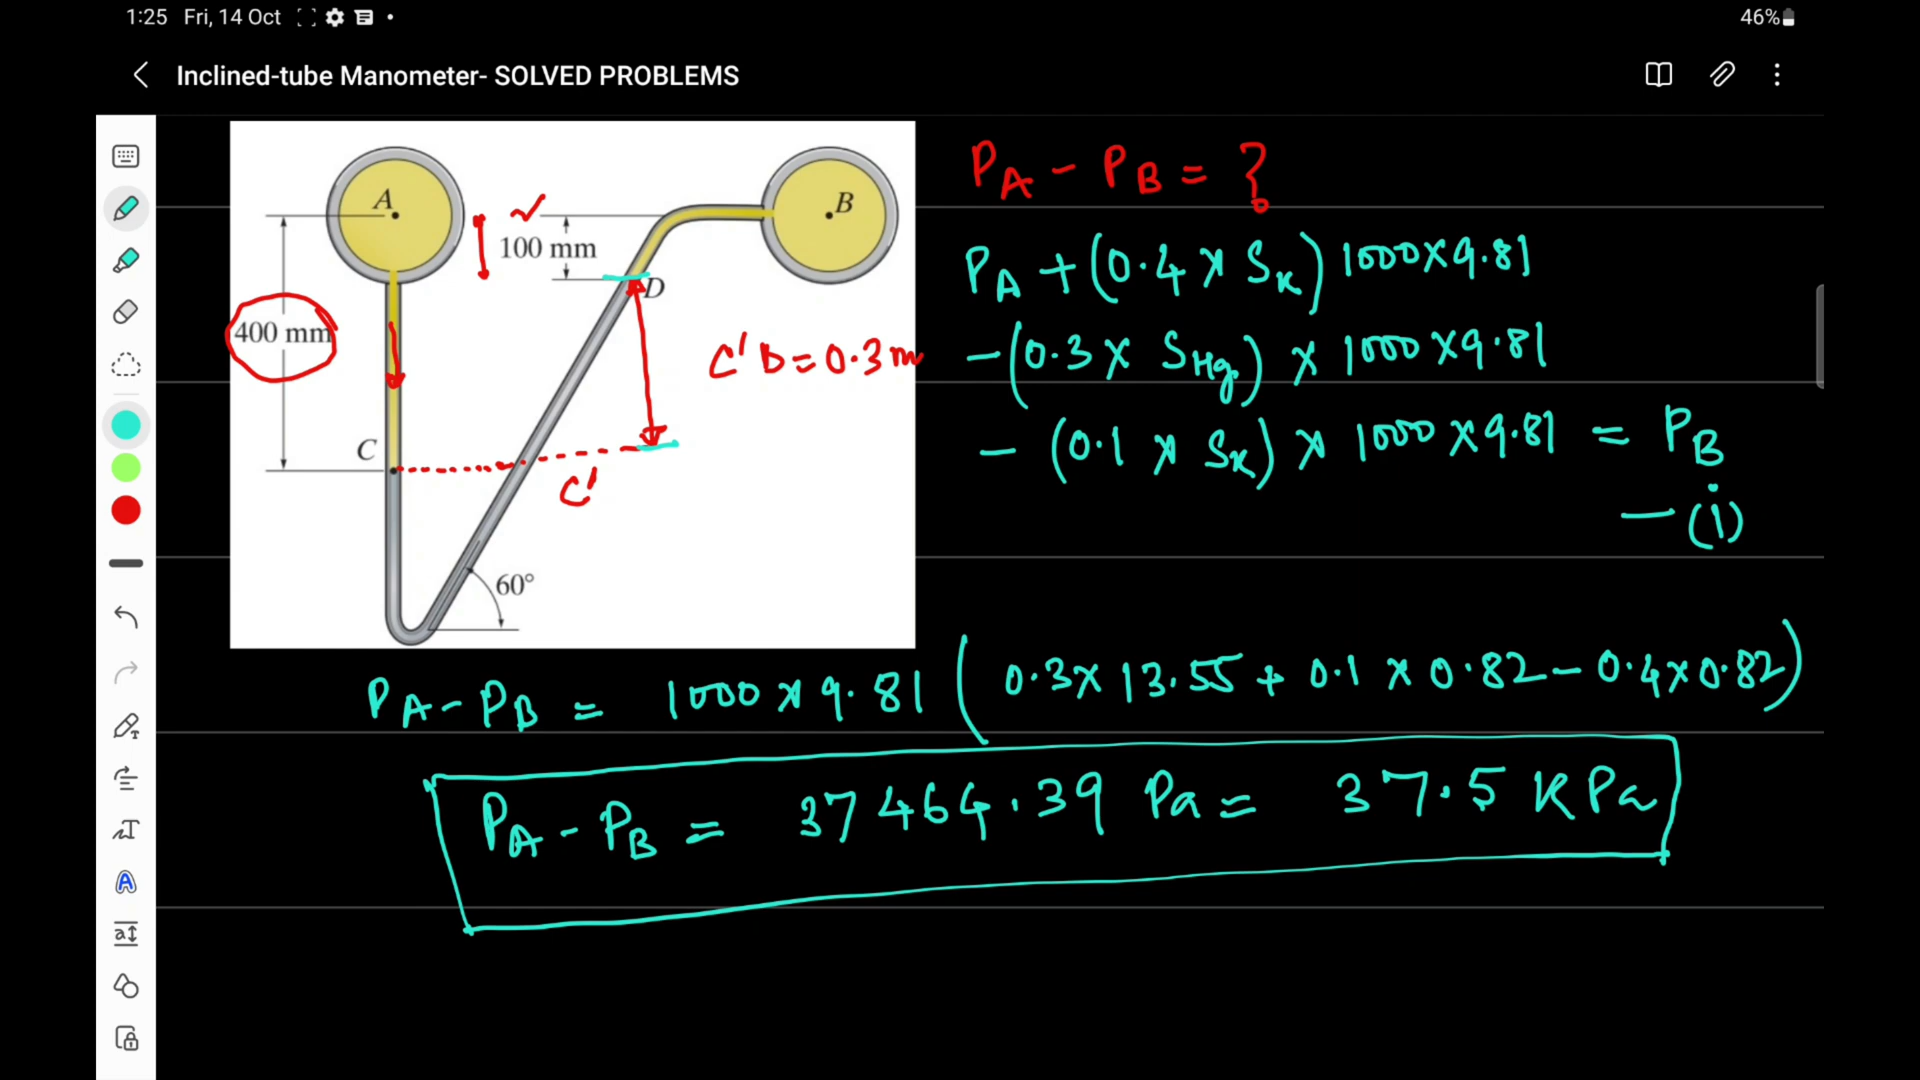 1:25 Fri, 14 Oct
46%
Inclined-tube Manometer- SOLVED PROBLEMS
A
B
100 mm
D
400 mm
C
C'
60°
C'D = 0.3 m
PA - PB = ?
PA + (0.4 × SK) 1000×9.81
- (0.3 × SHg) × 1000×9.81
- (0.1 × SK) × 1000×9.81 = PB
- (i)
PA - PB = 1000 × 9.81 (0.3×13.55 + 0.1 × 0.82 - 0.4×0.82)
PA - PB = 37464.39 Pa = 37.5 KPa